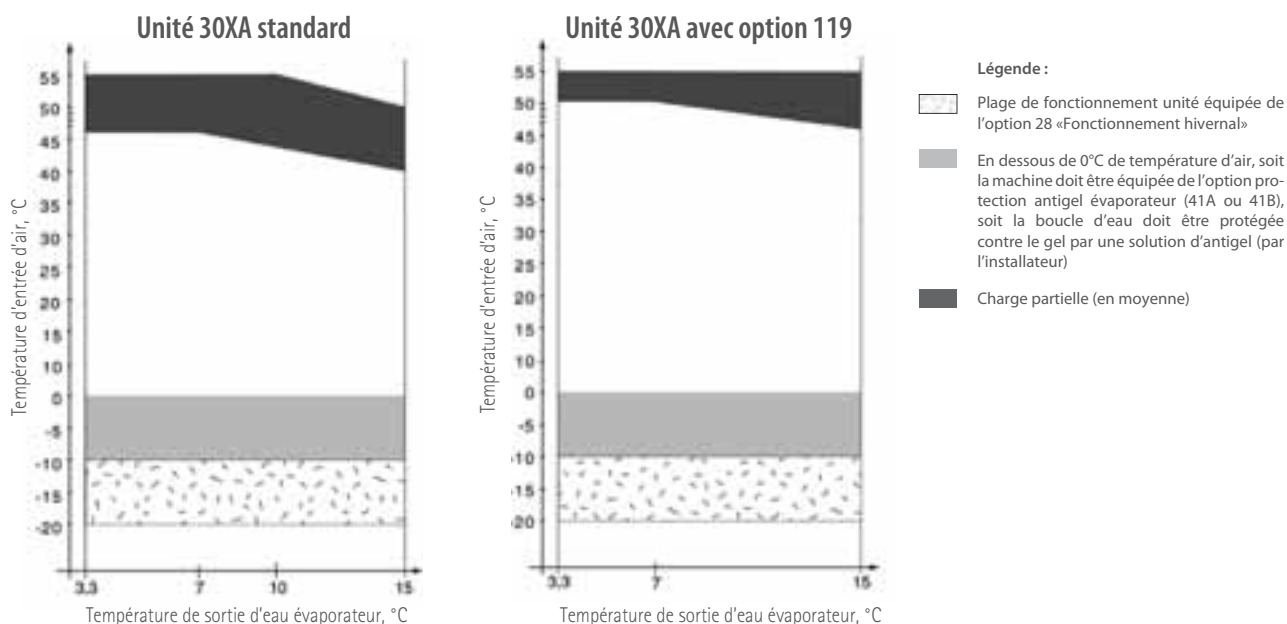 Unité 30XA standard
Température d'entrée d'air, °C
55
50
45
40
35
30
25
20
15
10
5
0
-5
-10
-15
-20
3.3
7
10
15
Température de sortie d'eau évaporateur, °C
Unité 30XA avec option 119
Température d'entrée d'air, °C
55
50
45
40
35
30
25
20
15
10
5
0
-5
-10
-15
-20
3.3
7
15
Température de sortie d'eau évaporateur, °C
Légende :
Plage de fonctionnement unité équipée de
l'option 28 «Fonctionnement hivernal»
En dessous de 0°C de température d'air, soit
la machine doit être équipée de l'option pro-
tection antigel évaporateur (41A ou 41B),
soit la boucle d'eau doit être protégée
contre le gel par une solution d'antigel (par
l'installateur)
Charge partielle (en moyenne)